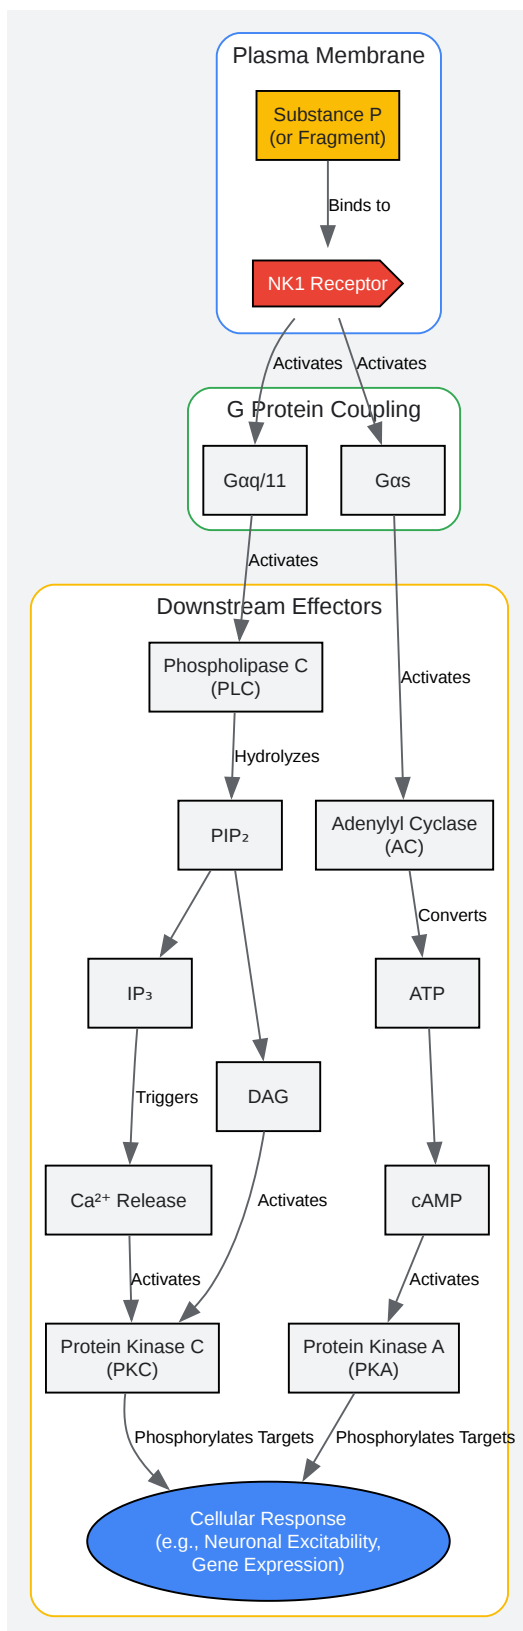 Plasma Membrane
Substance P
(or Fragment)
Binds to
NK1 Receptor
Activates
Activates
G Protein Coupling
Gαq/11
Gαs
Activates
Downstream Effectors
Phospholipase C
(PLC)
Activates
Hydrolyzes
PIP₂
Adenylyl Cyclase
(AC)
Converts
IP₃
ATP
DAG
Triggers
Ca²⁺ Release
Activates
cAMP
Activates
Activates
Protein Kinase C
(PKC)
Protein Kinase A
(PKA)
Phosphorylates Targets
Phosphorylates Targets
Cellular Response
(e.g., Neuronal Excitability,
Gene Expression)